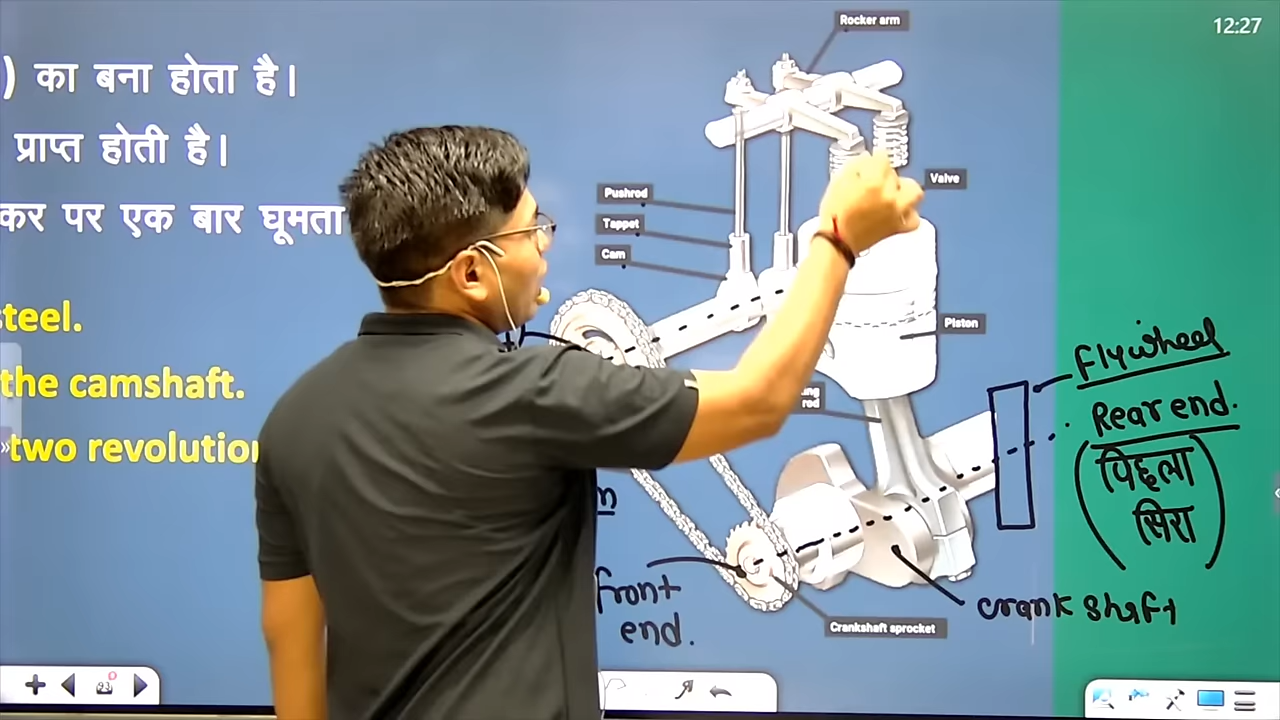 12:27
) का बना होता है।
प्राप्त होती है।
कर पर एक बार घूमता
steel.
the camshaft.
two revolution
Rocker arm
Pushrod
Tappet
Cam
Valve
Piston
rod
Crankshaft sprocket
Flywheel
Rear end.
(पिछला
सिरा)
front
end.
crank shaft